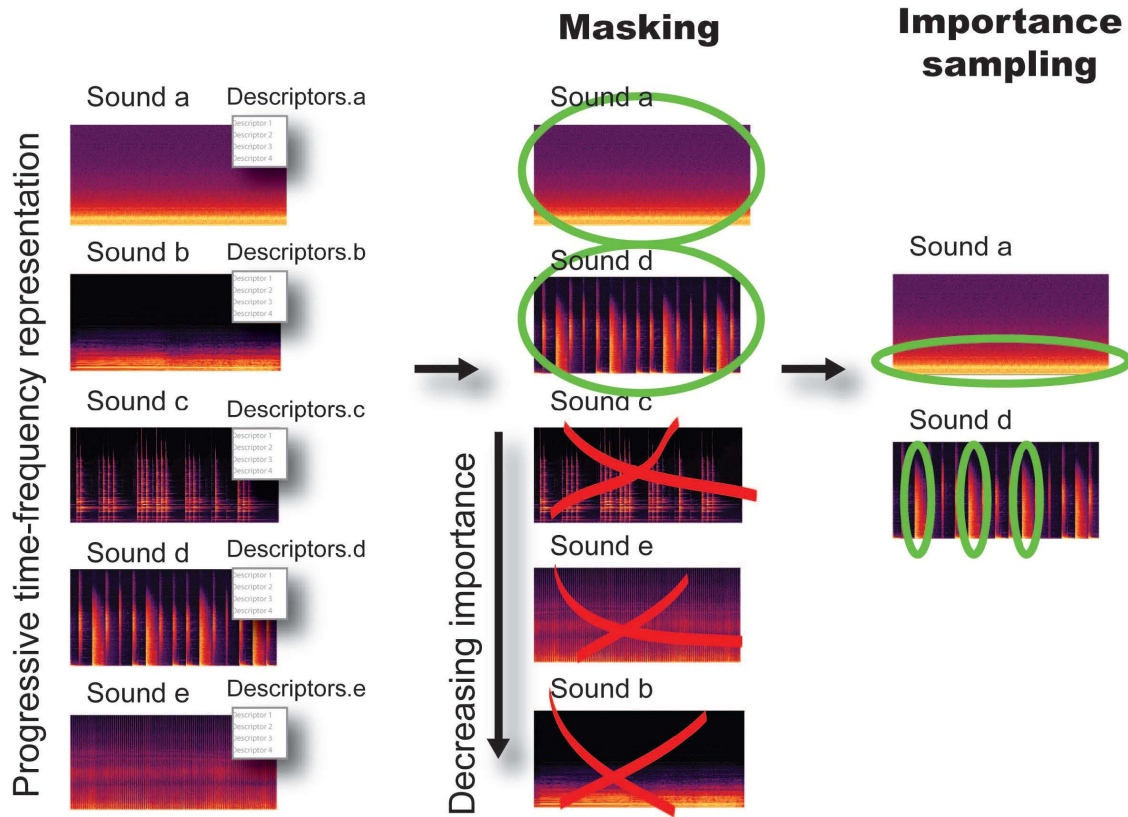 Progressive time-frequency representation
Sound a
Descriptors.a
Descriptor 1
Descriptor 2
Descriptor 3
Descriptor 4
Sound b
Descriptors.b
Descriptor 1
Descriptor 2
Descriptor 3
Descriptor 4
Sound c
Descriptors.c
Descriptor 1
Descriptor 2
Descriptor 3
Descriptor 4
Sound d
Descriptors.d
Descriptor 1
Descriptor 2
Descriptor 3
Descriptor 4
Sound e
Descriptors.e
Descriptor 1
Descriptor 2
Descriptor 3
Descriptor 4
Masking
Sound a
Sound d
Decreasing importance
Sound c
Sound e
Sound b
Importance
sampling
Sound a
Sound d